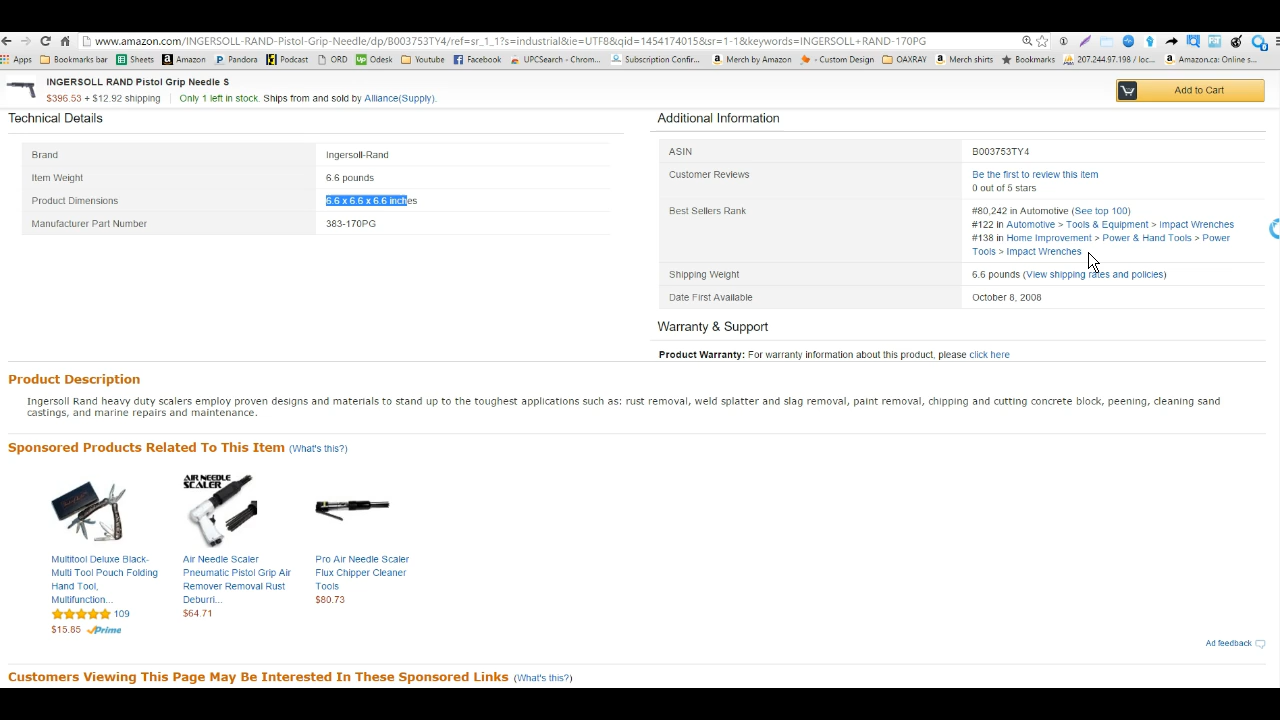 www.amazon.com/INGERSOLL-RAND-Pistol-Grip-Needle/dp/B003753TY4/ref=sr_1_1?s=industrial&ie=UTF8&qid=1454174015&sr=1-1&keywords=INGERSOLL+RAND-170PG
Apps Bookmarks bar Sheets Amazon Pandora Podcast ORD Odesk Youtube Facebook UPCSearch - Chrom... Subscription Confir... Merch by Amazon - Custom Design OAXRAY Merch shirts Bookmarks 207.244.97.198 / loc... Amazon.ca: Online s...
INGERSOLL RAND Pistol Grip Needle S
$396.53 + $12.92 shipping Only 1 left in stock. Ships from and sold by Alliance(Supply).
Add to Cart
Technical Details
Brand Ingersoll-Rand
Item Weight 6.6 pounds
Product Dimensions 6.6 x 6.6 x 6.6 inches
Manufacturer Part Number 383-170PG
Additional Information
ASIN B003753TY4
Customer Reviews Be the first to review this item
0 out of 5 stars
Best Sellers Rank #80,242 in Automotive (See top 100)
#122 in Automotive > Tools & Equipment > Impact Wrenches
#138 in Home Improvement > Power & Hand Tools > Power
Tools > Impact Wrenches
Shipping Weight 6.6 pounds (View shipping rates and policies)
Date First Available October 8, 2008
Warranty & Support
Product Warranty: For warranty information about this product, please click here
Product Description
Ingersoll Rand heavy duty scalers employ proven designs and materials to stand up to the toughest applications such as: rust removal, weld splatter and slag removal, paint removal, chipping and cutting concrete block, peening, cleaning sand
castings, and marine repairs and maintenance.
Sponsored Products Related To This Item (What's this?)
AIR NEEDLE
SCALER
Multitool Deluxe Black-
Multi Tool Pouch Folding
Hand Tool,
Multifunction...
109
$15.85 Prime
Air Needle Scaler
Pneumatic Pistol Grip Air
Remover Removal Rust
Deburri...
$64.71
Pro Air Needle Scaler
Flux Chipper Cleaner
Tools
$80.73
Ad feedback
Customers Viewing This Page May Be Interested In These Sponsored Links (What's this?)